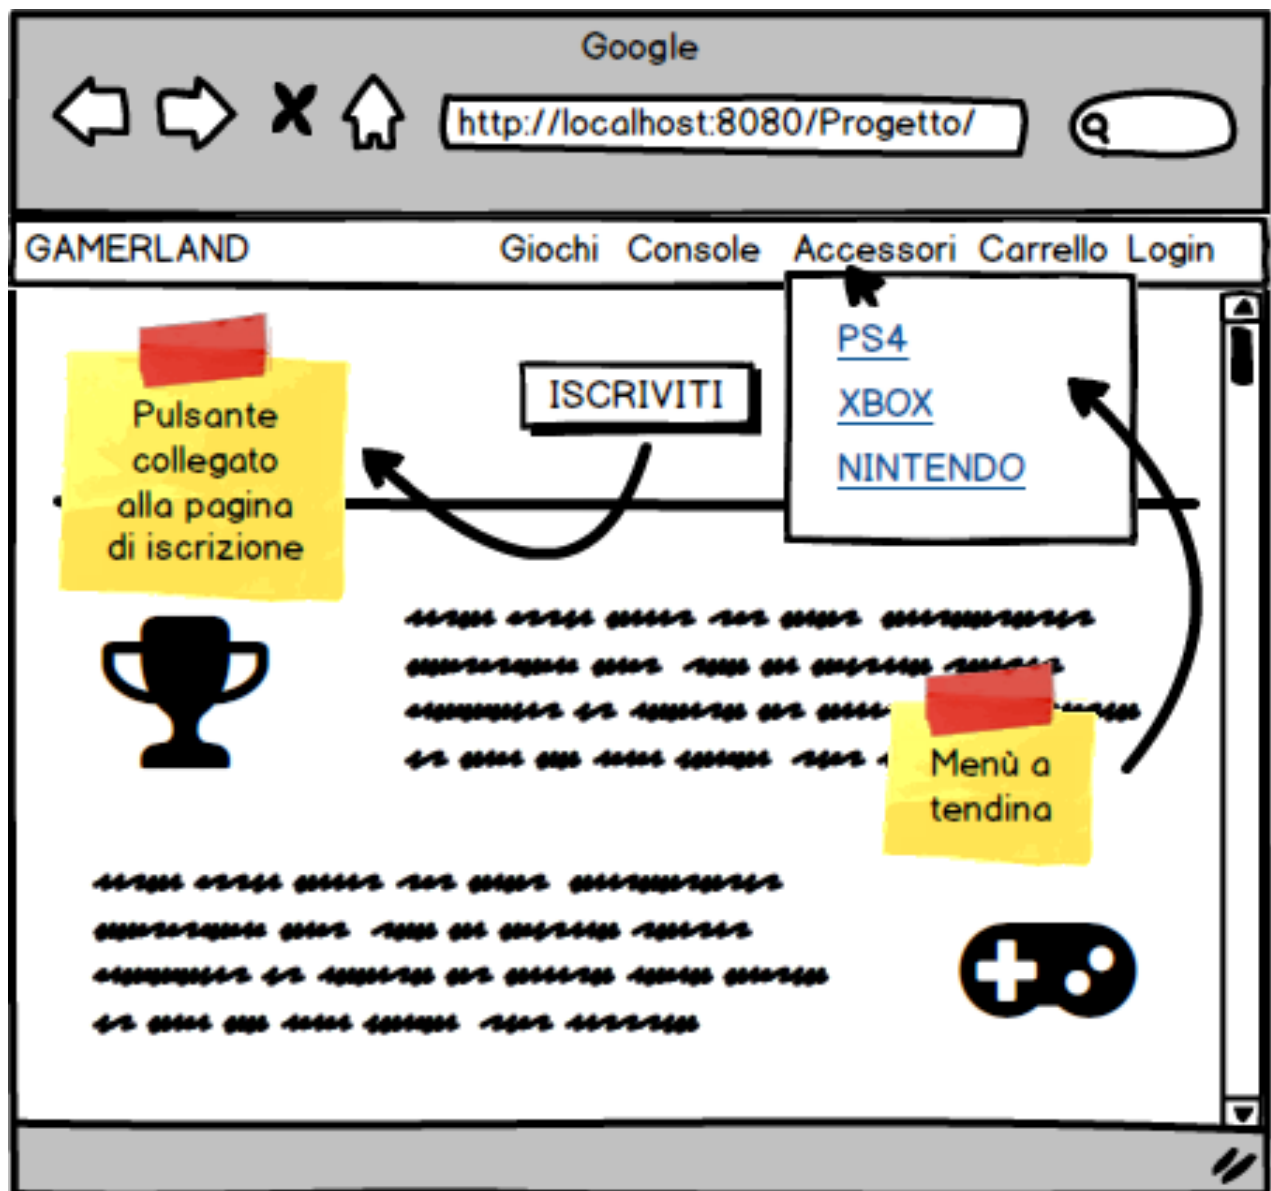 Google
http://localhost:8080/Progetto/
GAMERLAND
Giochi Console Accessori Carrello Login
PS4
XBOX
NINTENDO
ISCRIVITI
Pulsante
collegato
alla pagina
di iscrizione
Menù a
tendina